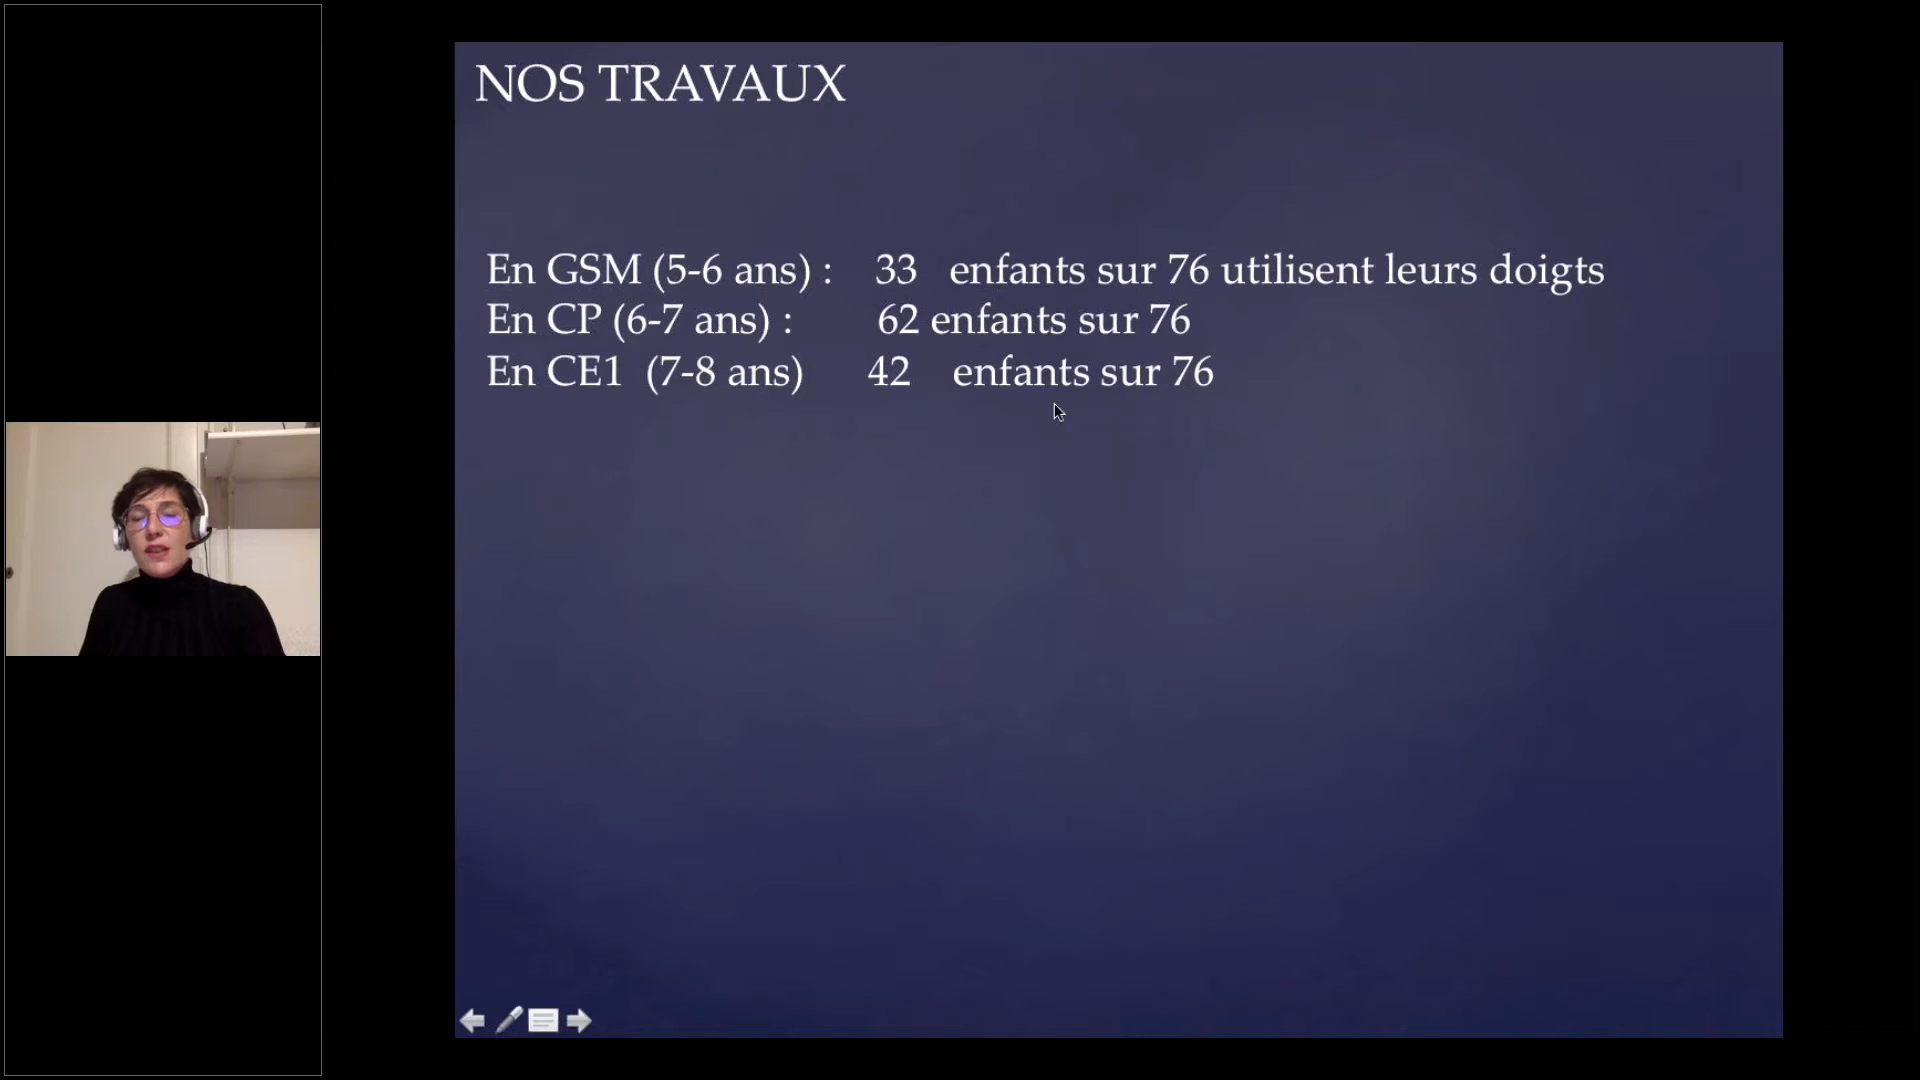 NOS TRAVAUX
En GSM (5-6 ans) : 33 enfants sur 76 utilisent leurs doigts
En CP (6-7 ans) : 62 enfants sur 76
En CE1 (7-8 ans) 42 enfants sur 76